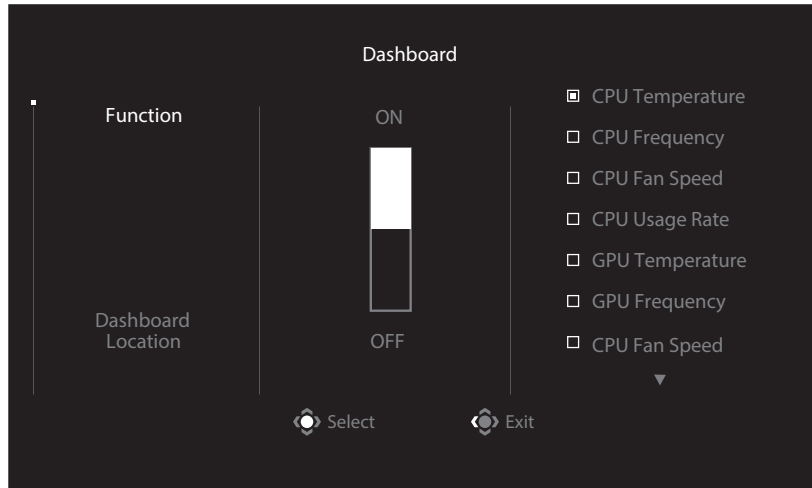 Dashboard
Function
Dashboard
Location
ON
OFF
CPU Temperature
CPU Frequency
CPU Fan Speed
CPU Usage Rate
GPU Temperature
GPU Frequency
CPU Fan Speed
Select
Exit